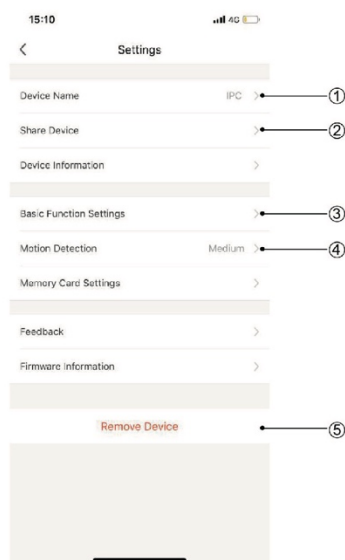 15:10 4G
Settings
Device Name IPC ①
Share Device ②
Device Information
Basic Function Settings ③
Motion Detection Medium ④
Memory Card Settings
Feedback
Firmware Information
Remove Device ⑤